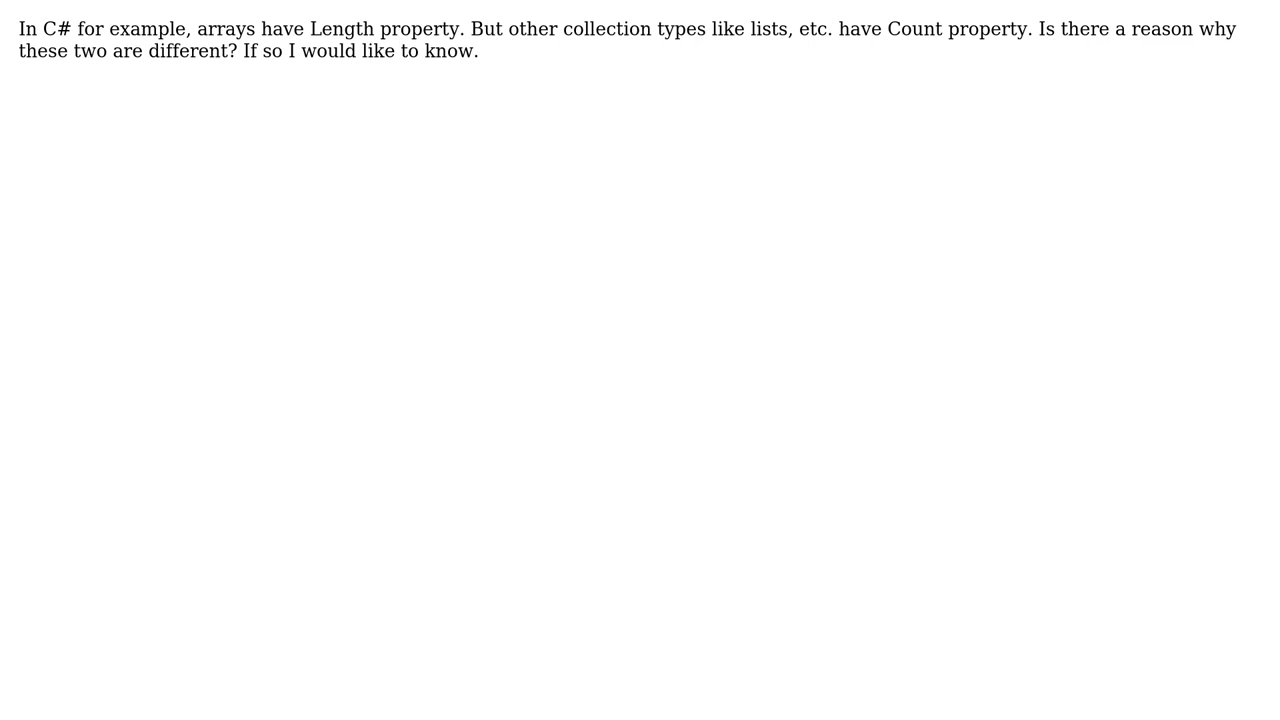 In C# for example, arrays have Length property. But other collection types like lists, etc. have Count property. Is there a reason why
these two are different? If so I would like to know.